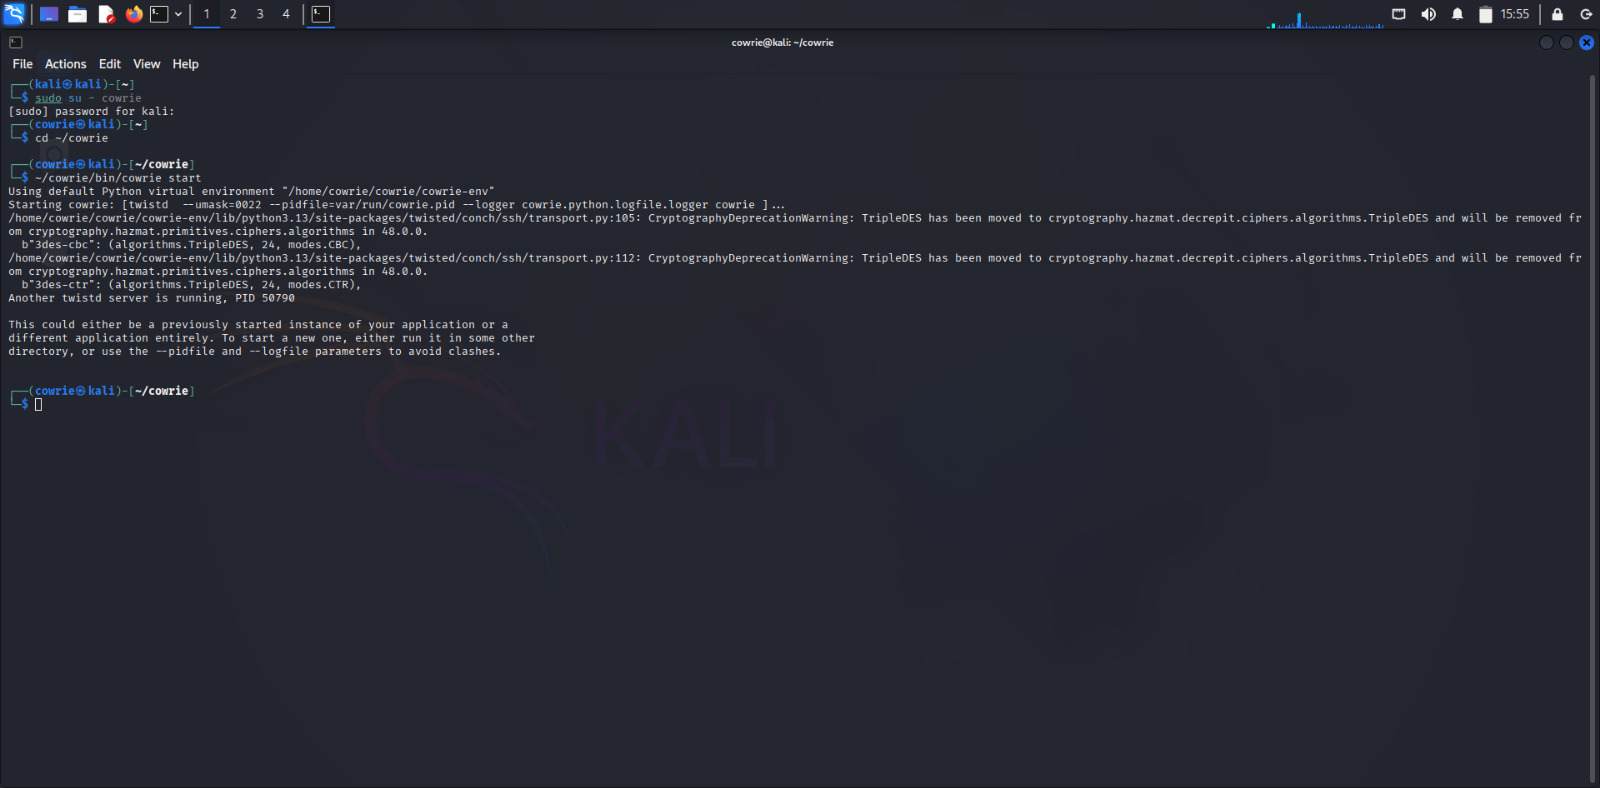 1 2 3 4
15:55
cowrie@kali: ~/cowrie
File Actions Edit View Help
┌──(kali㉿kali)-[~]
└─$ sudo su - cowrie
[sudo] password for kali:
┌──(cowrie㉿kali)-[~]
└─$ cd ~/cowrie
┌──(cowrie㉿kali)-[~/cowrie]
└─$ ~/cowrie/bin/cowrie start
Using default Python virtual environment "/home/cowrie/cowrie/cowrie-env"
Starting cowrie: [twistd  --umask=0022 --pidfile=var/run/cowrie.pid --logger cowrie.python.logfile.logger cowrie ]...
/home/cowrie/cowrie/cowrie-env/lib/python3.13/site-packages/twisted/conch/ssh/transport.py:105: CryptographyDeprecationWarning: TripleDES has been moved to cryptography.hazmat.decrepit.ciphers.algorithms.TripleDES and will be removed fr
om cryptography.hazmat.primitives.ciphers.algorithms in 48.0.0.
  b"3des-cbc": (algorithms.TripleDES, 24, modes.CBC),
/home/cowrie/cowrie/cowrie-env/lib/python3.13/site-packages/twisted/conch/ssh/transport.py:112: CryptographyDeprecationWarning: TripleDES has been moved to cryptography.hazmat.decrepit.ciphers.algorithms.TripleDES and will be removed fr
om cryptography.hazmat.primitives.ciphers.algorithms in 48.0.0.
  b"3des-ctr": (algorithms.TripleDES, 24, modes.CTR),
Another twistd server is running, PID 50790
This could either be a previously started instance of your application or a
different application entirely. To start a new one, either run it in some other
directory, or use the --pidfile and --logfile parameters to avoid clashes.
┌──(cowrie㉿kali)-[~/cowrie]
└─$
KALI